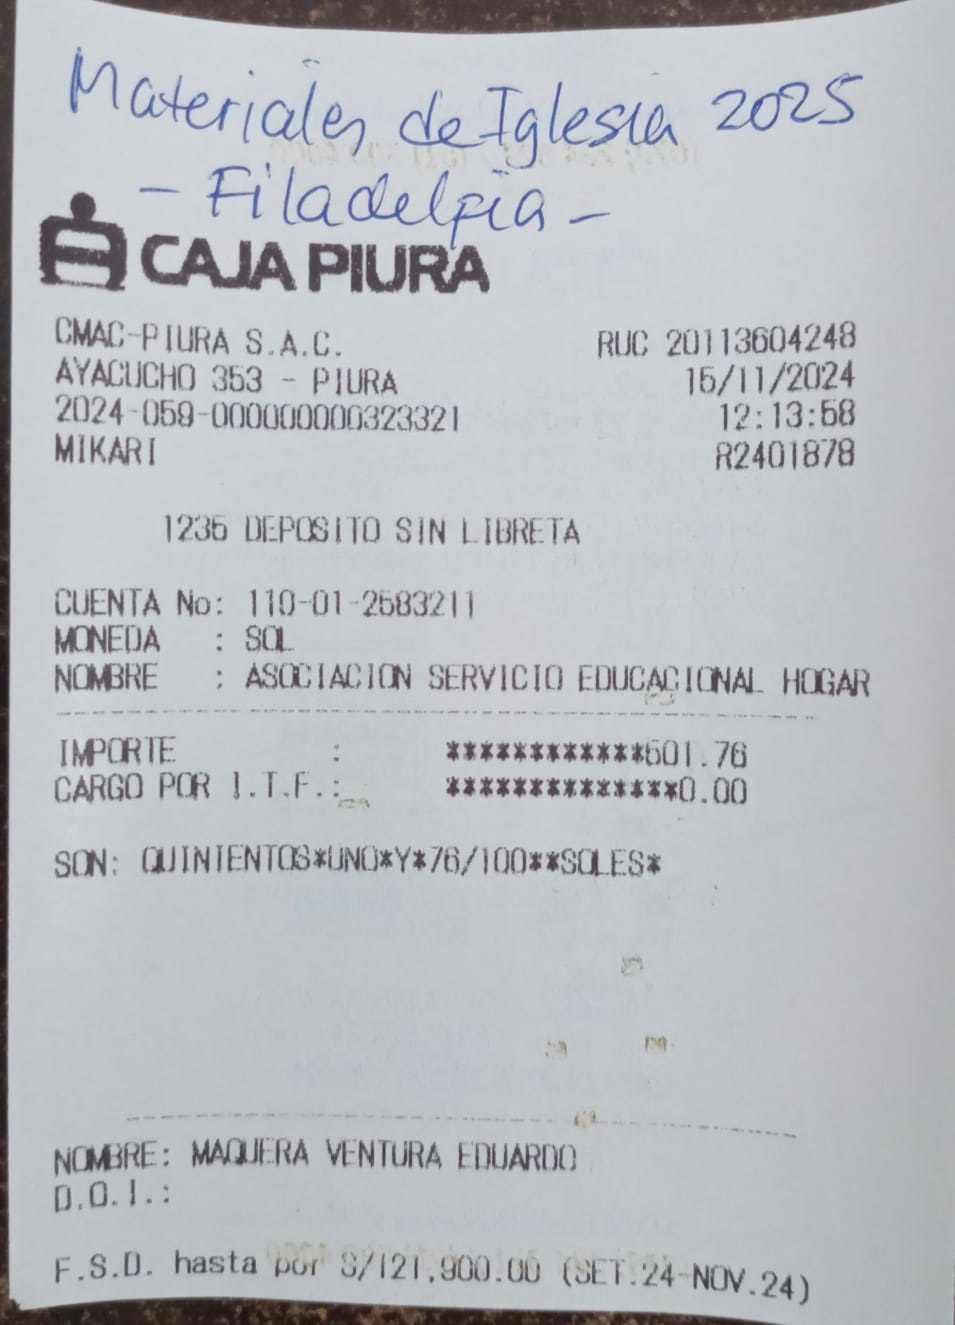 Materiales de Iglesia 2025
- Filadelfia -
CAJA PIURA
CMAC-PIURA S.A.C. RUC 20113604248
AYACUCHO 353 - PIURA 15/11/2024
2024-059-000000000323321 12:13:58
MIKARI R2401878
1235 DEPOSITO SIN LIBRETA
CUENTA No: 110-01-2583211
MONEDA : SOL
NOMBRE : ASOCIACION SERVICIO EDUCACIONAL HOGAR
IMPORTE : ************501.76
CARGO POR I.T.F.: **************0.00
SON: QUINIENTOS*UNO*Y*76/100**SOLES*
NOMBRE: MAQUERA VENTURA EDUARDO
D.O.I.:
F.S.D. hasta por S/121,900.00 (SET.24-NOV.24)